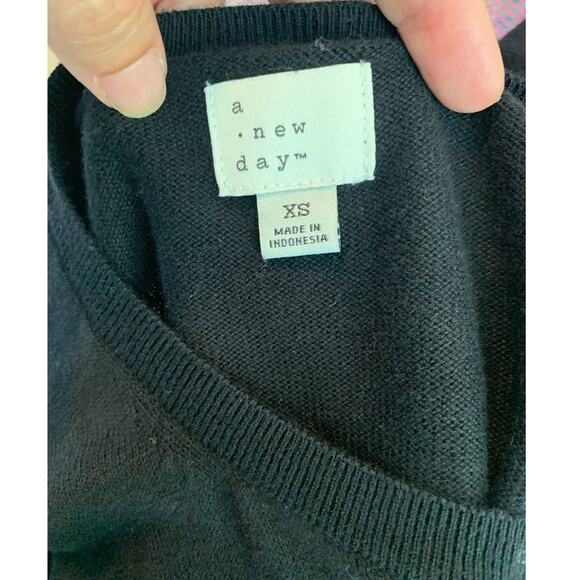 a
· new
day™
XS
MADE IN
INDONESIA